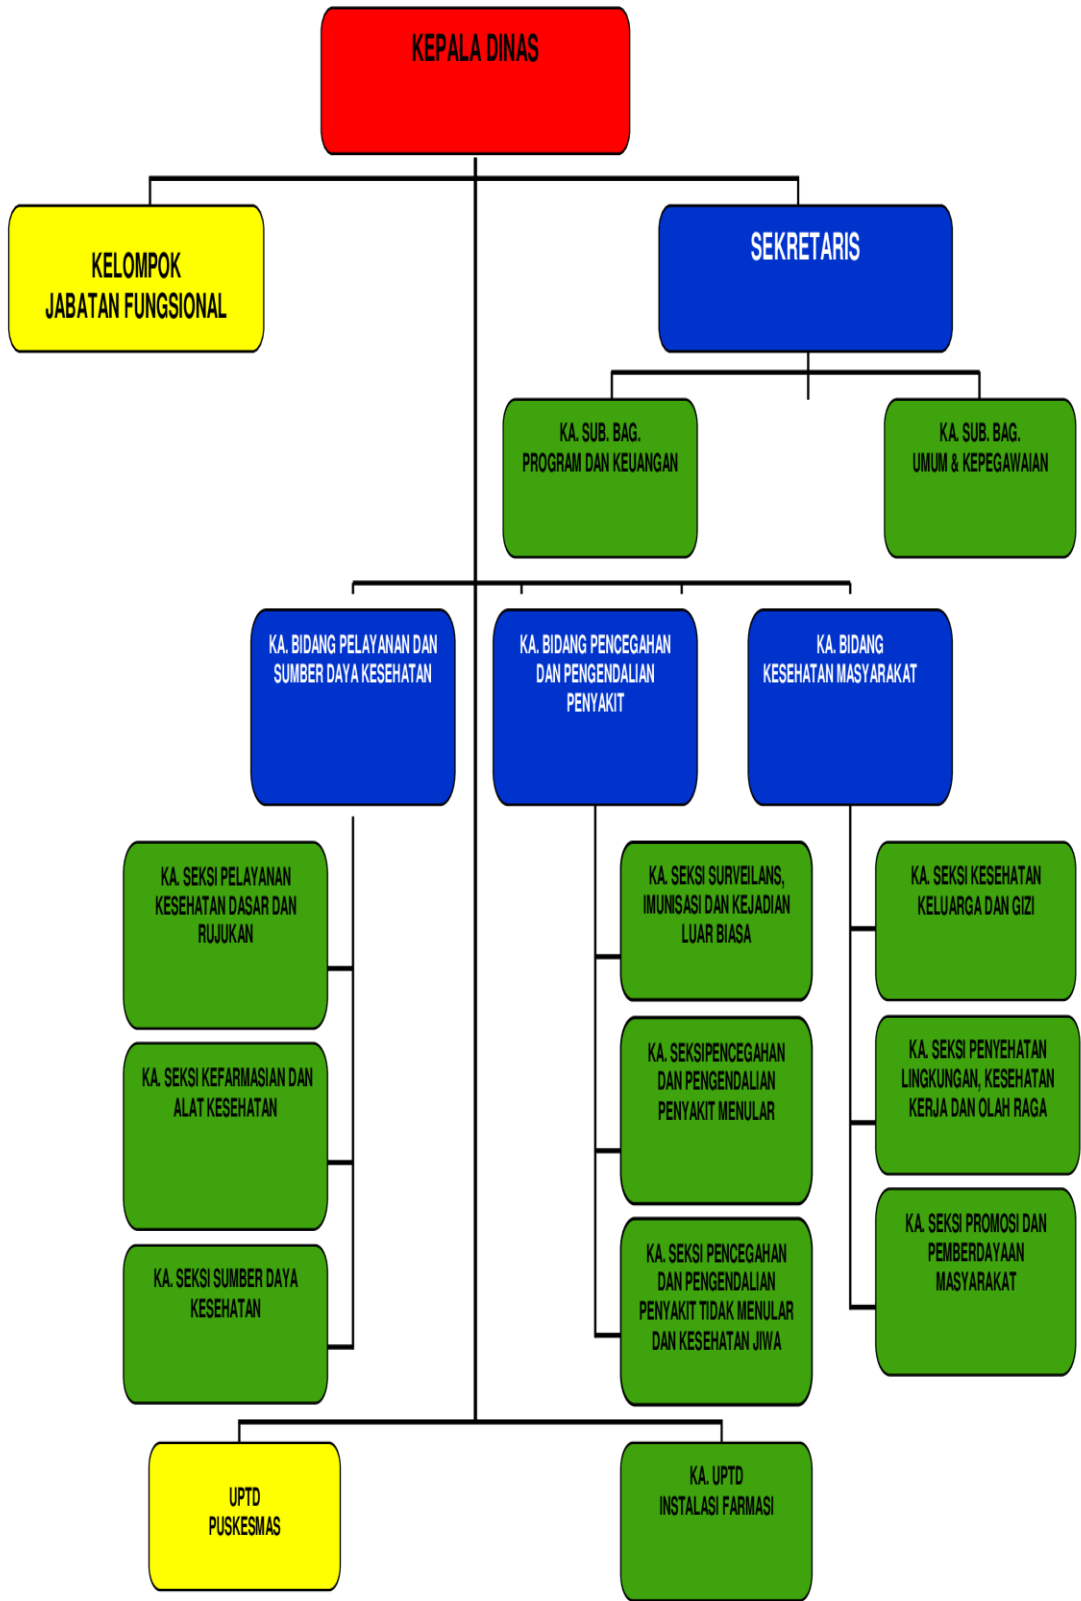 KEPALA DINAS
KELOMPOK
JABATAN FUNGSIONAL
SEKRETARIS
KA. SUB. BAG.
PROGRAM DAN KEUANGAN
KA. SUB. BAG.
UMUM & KEPEGAWAIAN
KA. BIDANG PELAYANAN DAN
SUMBER DAYA KESEHATAN
KA. BIDANG PENCEGAHAN
DAN PENGENDALIAN
PENYAKIT
KA. BIDANG
KESEHATAN MASYARAKAT
KA. SEKSI PELAYANAN
KESEHATAN DASAR DAN
RUJUKAN
KA. SEKSI KEFARMASIAN DAN
ALAT KESEHATAN
KA. SEKSI SUMBER DAYA
KESEHATAN
KA. SEKSI SURVEILANS,
IMUNISASI DAN KEJADIAN
LUAR BIASA
KA. SEKSIPENCEGAHAN
DAN PENGENDALIAN
PENYAKIT MENULAR
KA. SEKSI PENCEGAHAN
DAN PENGENDALIAN
PENYAKIT TIDAK MENULAR
DAN KESEHATAN JIWA
KA. SEKSI KESEHATAN
KELUARGA DAN GIZI
KA. SEKSI PENYEHATAN
LINGKUNGAN, KESEHATAN
KERJA DAN OLAH RAGA
KA. SEKSI PROMOSI DAN
PEMBERDAYAAN
MASYARAKAT
UPTD
PUSKESMAS
KA. UPTD
INSTALASI FARMASI